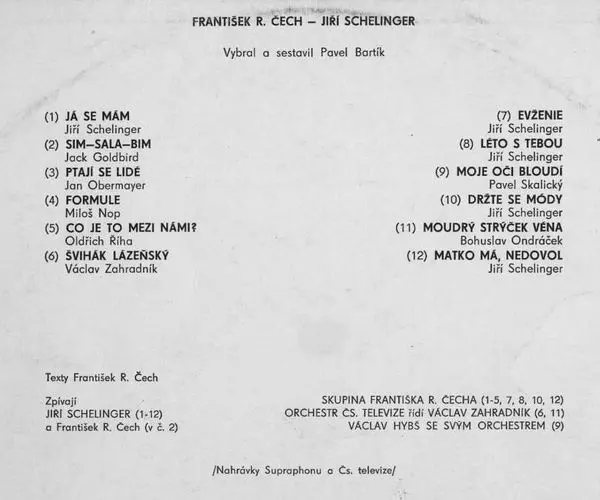 FRANTIŠEK R. ČECH – JIŘÍ SCHELINGER
Vybral a sestavil Pavel Bartík
(1) JÁ SE MÁM
Jiří Schelinger
(2) SIM–SALA–BIM
Jack Goldbird
(3) PTAJÍ SE LIDÉ
Jan Obermayer
(4) FORMULE
Miloš Nop
(5) CO JE TO MEZI NÁMI?
Oldřich Říha
(6) ŠVIHÁK LÁZEŇSKÝ
Václav Zahradník
(7) EVŽENIE
Jiří Schelinger
(8) LÉTO S TEBOU
Jiří Schelinger
(9) MOJE OČI BLOUDÍ
Pavel Skalický
(10) DRŽTE SE MÓDY
Jiří Schelinger
(11) MOUDRÝ STRÝČEK VÉNA
Bohuslav Ondráček
(12) MATKO MÁ, NEDOVOL
Jiří Schelinger
Texty František R. Čech
Zpívají
JIŘÍ SCHELINGER (1-12)
a František R. Čech (v č. 2)
SKUPINA FRANTIŠKA R. ČECHA (1-5, 7, 8, 10, 12)
ORCHESTR ČS. TELEVIZE řídí VÁCLAV ZAHRADNÍK (6, 11)
VÁCLAV HYBŠ SE SVÝM ORCHESTREM (9)
/Nahrávky Supraphonu a Čs. televize/